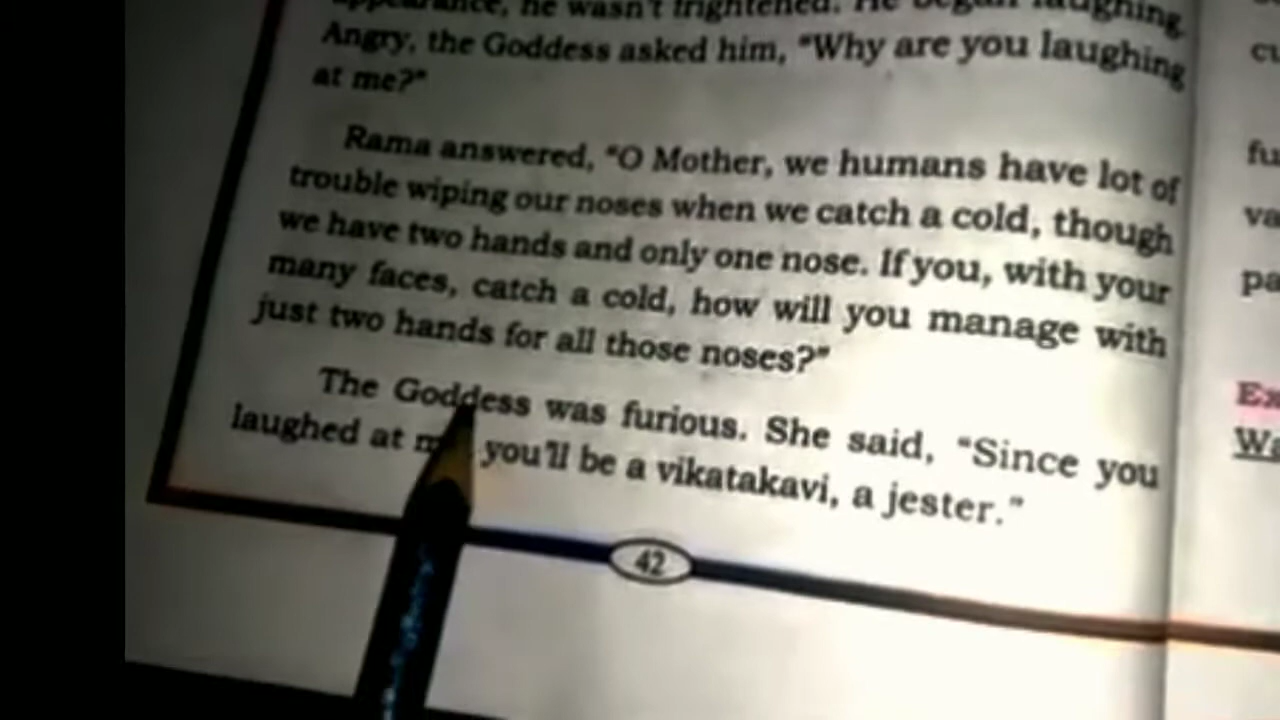 appearance, he wasn't frightened. He began laughing.
Angry, the Goddess asked him, "Why are you laughing
at me?"
Rama answered, "O Mother, we humans have lot of
trouble wiping our noses when we catch a cold, though
we have two hands and only one nose. If you, with your
many faces, catch a cold, how will you manage with
just two hands for all those noses?"
The Goddess was furious. She said, "Since you
laughed at you'll be a vikatakavi, a jester."
42